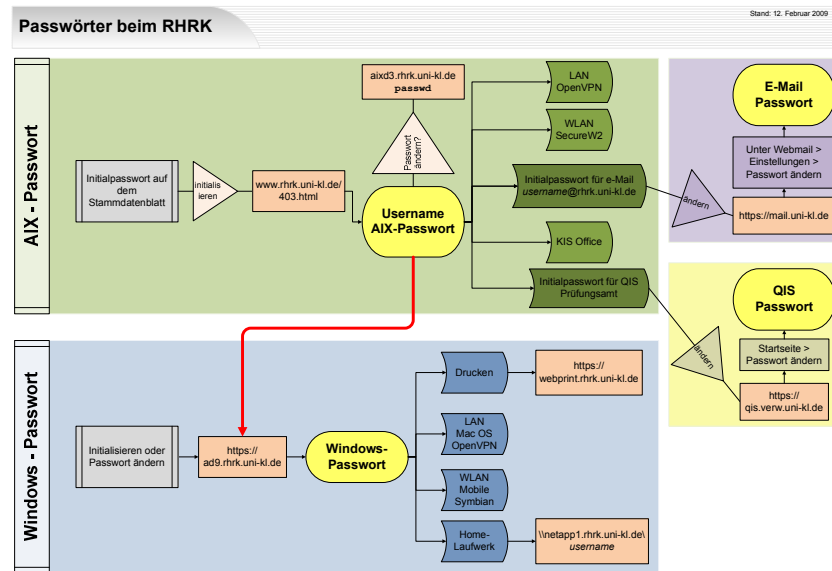 Passwörter beim RHRK
Stand: 12. Februar 2009
AIX - Passwort
Initialpasswort auf
dem
Stammdatenblatt
initialis
ieren
www.rhrk.uni-kl.de/
403.html
aixd3.rhrk.uni-kl.de
passwd
Passwort
ändern?
Username
AIX-Passwort
LAN
OpenVPN
WLAN
SecureW2
Initialpasswort für e-Mail
username@rhrk.uni-kl.de
KIS Office
Initialpasswort für QIS
Prüfungsamt
E-Mail
Passwort
Unter Webmail >
Einstellungen >
Passwort ändern
ändern
https://mail.uni-kl.de
QIS
Passwort
Startseite >
Passwort ändern
ändern
https://
qis.verw.uni-kl.de
Windows - Passwort
Initialisieren oder
Passwort ändern
https://
ad9.rhrk.uni-kl.de
Windows-
Passwort
Drucken
https://
webprint.rhrk.uni-kl.de
LAN
Mac OS
OpenVPN
WLAN
Mobile
Symbian
Home-
Laufwerk
\\netapp1.rhrk.uni-kl.de\
username